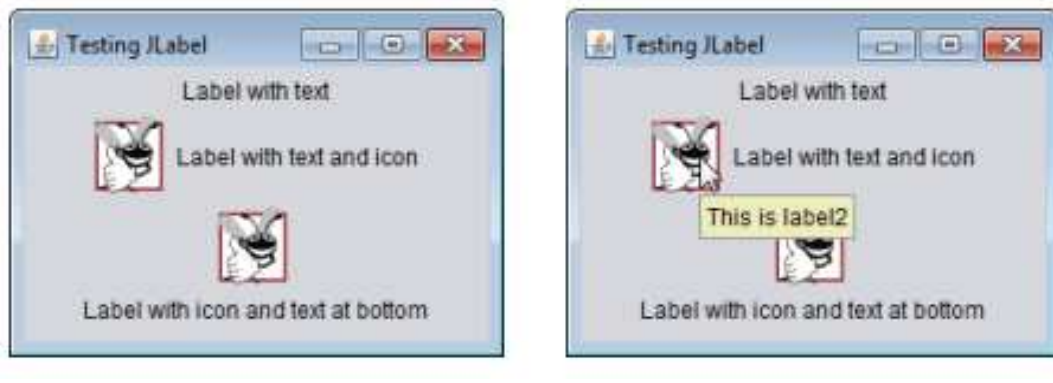 Testing JLabel
Label with text
Label with text and icon
Label with icon and text at bottom
Testing JLabel
Label with text
Label with text and icon
This is label2
Label with icon and text at bottom